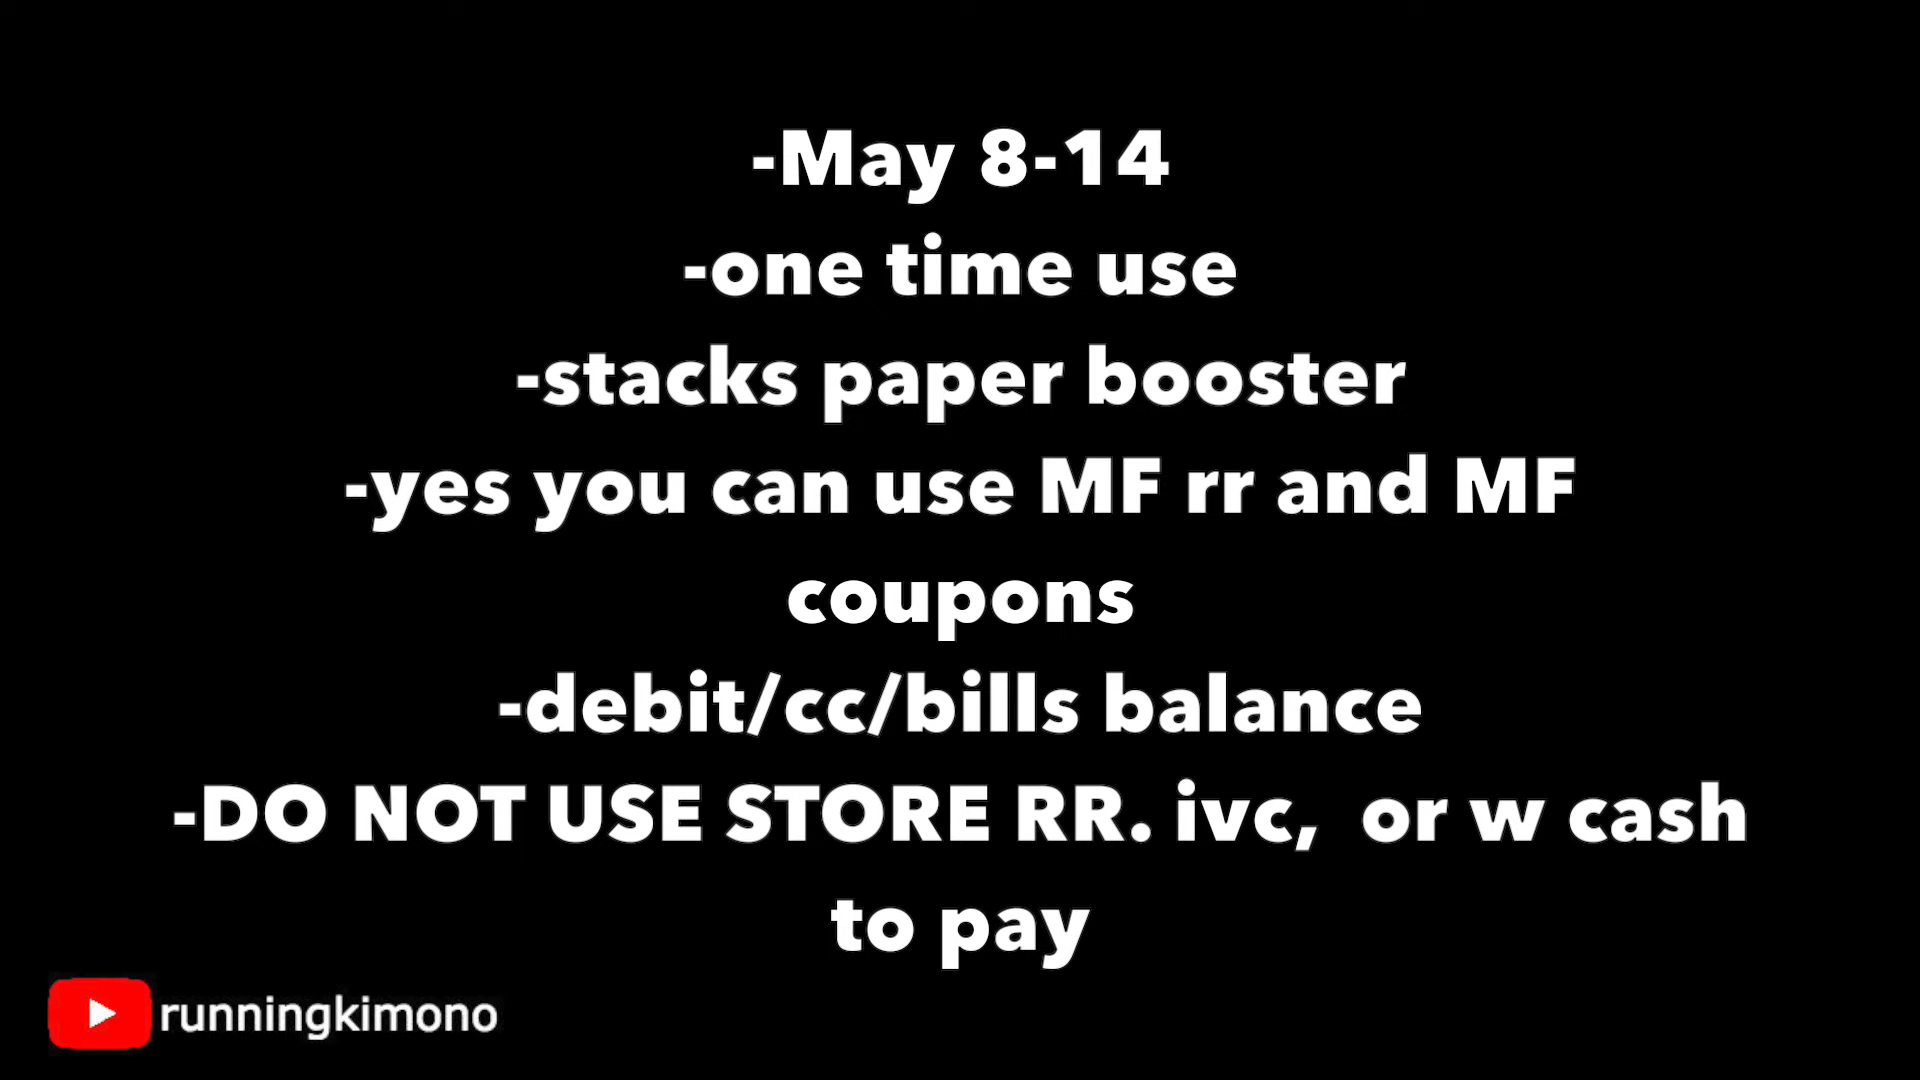 -May 8-14
-one time use
-stacks paper booster
-yes you can use MF rr and MF
coupons
-debit/cc/bills balance
-DO NOT USE STORE RR. ivc,  or w cash
to pay
runningkimono